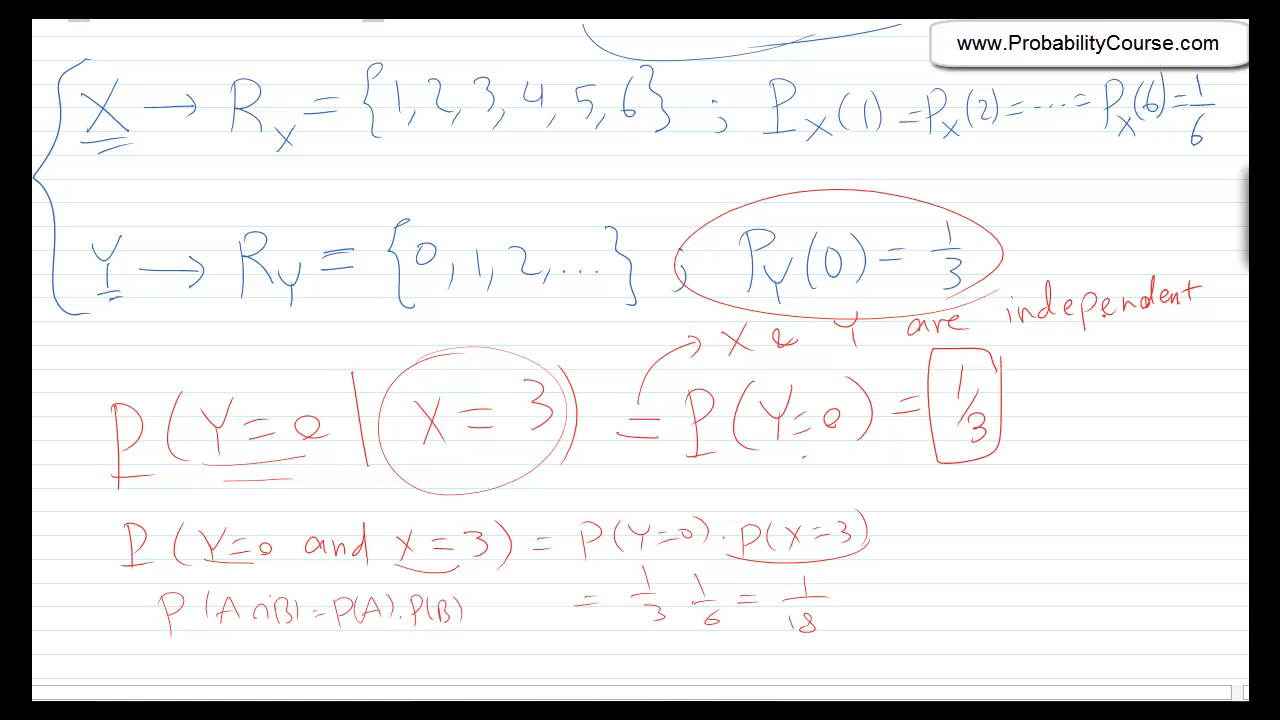 www.ProbabilityCourse.com
X → R_X = {1, 2, 3, 4, 5, 6} ; P_X(1) = P_X(2) = .... = P_X(6) = 1/6
Y → R_Y = {0, 1, 2, ...} ; P_Y(0) = 1/3
→ X & Y are independent
P(Y=0 | X = 3) = P(Y=0) = 1/3
P(Y=0 and X=3) = P(Y=0) . P(X=3)
P(A∩B) = P(A).P(B) = 1/3 1/6 = 1/18